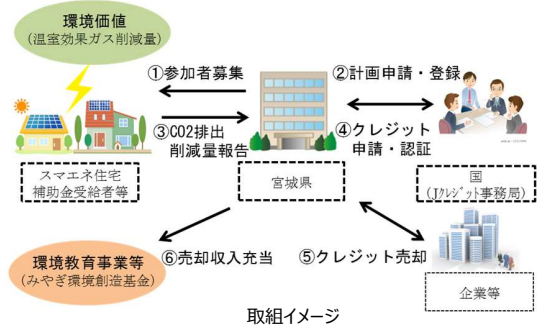 環境価値
(温室効果ガス削減量)
①参加者募集
②計画申請・登録
③CO2排出
削減量報告
④クレジット
申請・認証
スマエネ住宅
補助金受給者等
宮城県
国
(Jクレジット事務局)
環境教育事業等
(みやぎ環境創造基金)
⑥売却収入充当
⑤クレジット売却
企業等
取組イメージ